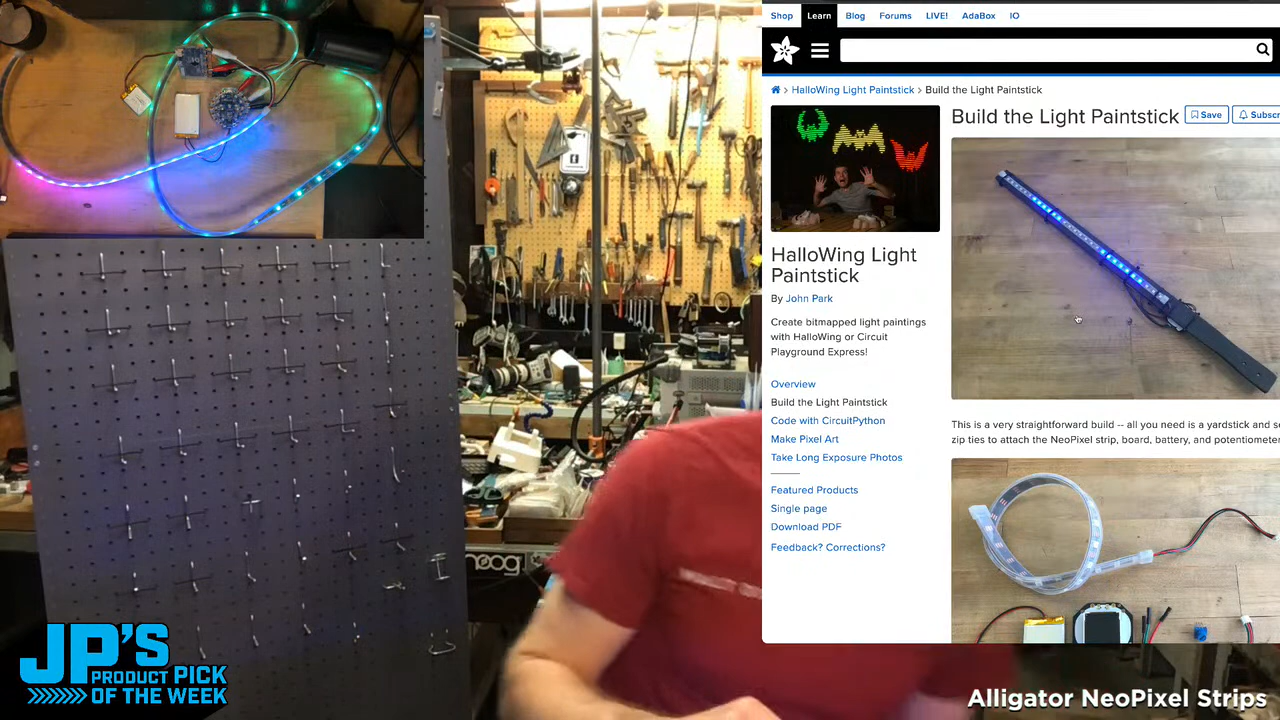 Shop Learn Blog Forums LIVE! AdaBox IO
HalloWing Light Paintstick > Build the Light Paintstick
Build the Light Paintstick
Save
Subscr
HalloWing Light
Paintstick
By John Park
Create bitmapped light paintings
with HalloWing or Circuit
Playground Express!
Overview
Build the Light Paintstick
Code with CircuitPython
Make Pixel Art
Take Long Exposure Photos
Featured Products
Single page
Download PDF
Feedback? Corrections?
This is a very straightforward build -- all you need is a yardstick and s
zip ties to attach the NeoPixel strip, board, battery, and potentiometer
moog
JP'S
PRODUCT PICK
OF THE WEEK
Alligator NeoPixel Strips